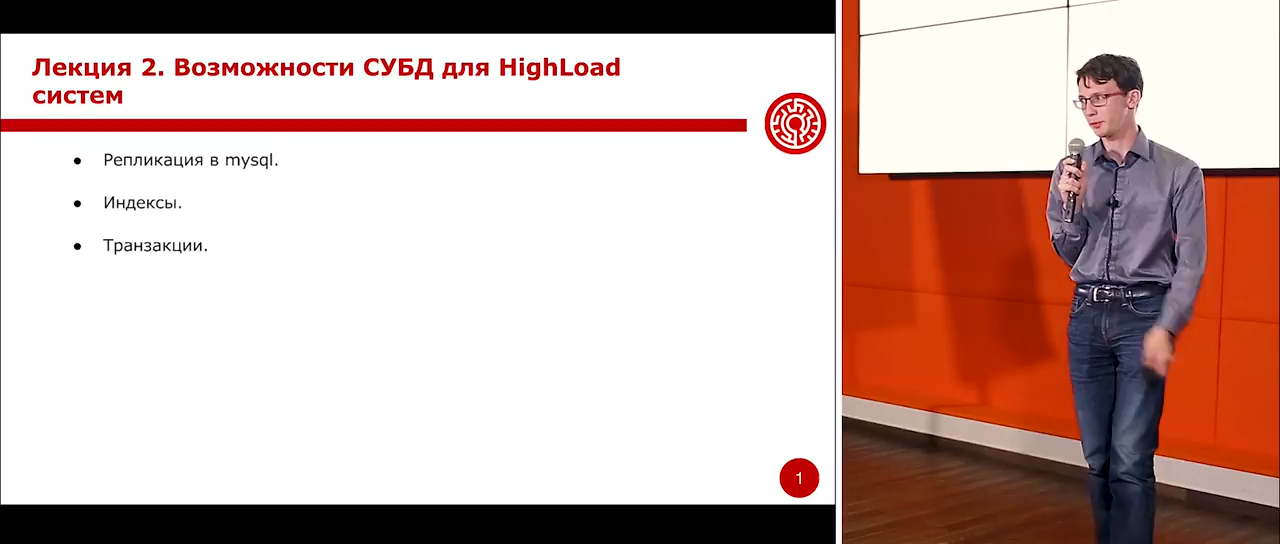 Лекция 2. Возможности СУБД для HighLoad
систем
● Репликация в mysql.
● Индексы.
● Транзакции.
1